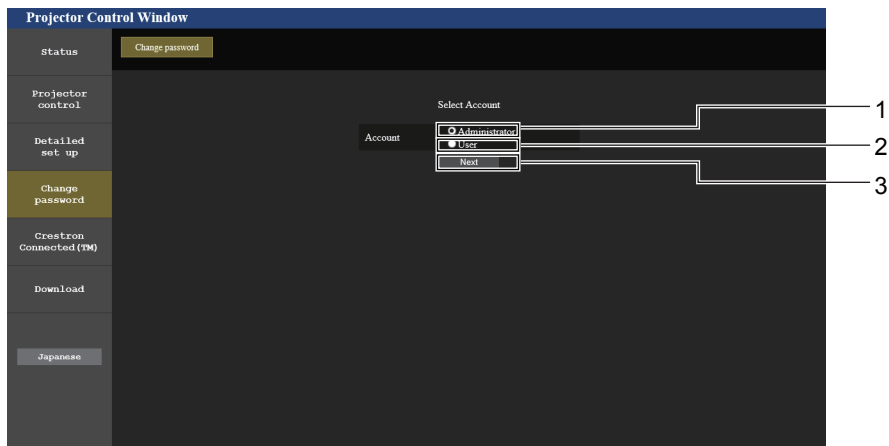 Projector Control Window
Status
Change password
Projector
control
Select Account
1
Account
Administrator
User
2
Next
3
Detailed
set up
Change
password
Crestron
Connected(TM)
Download
Japanese